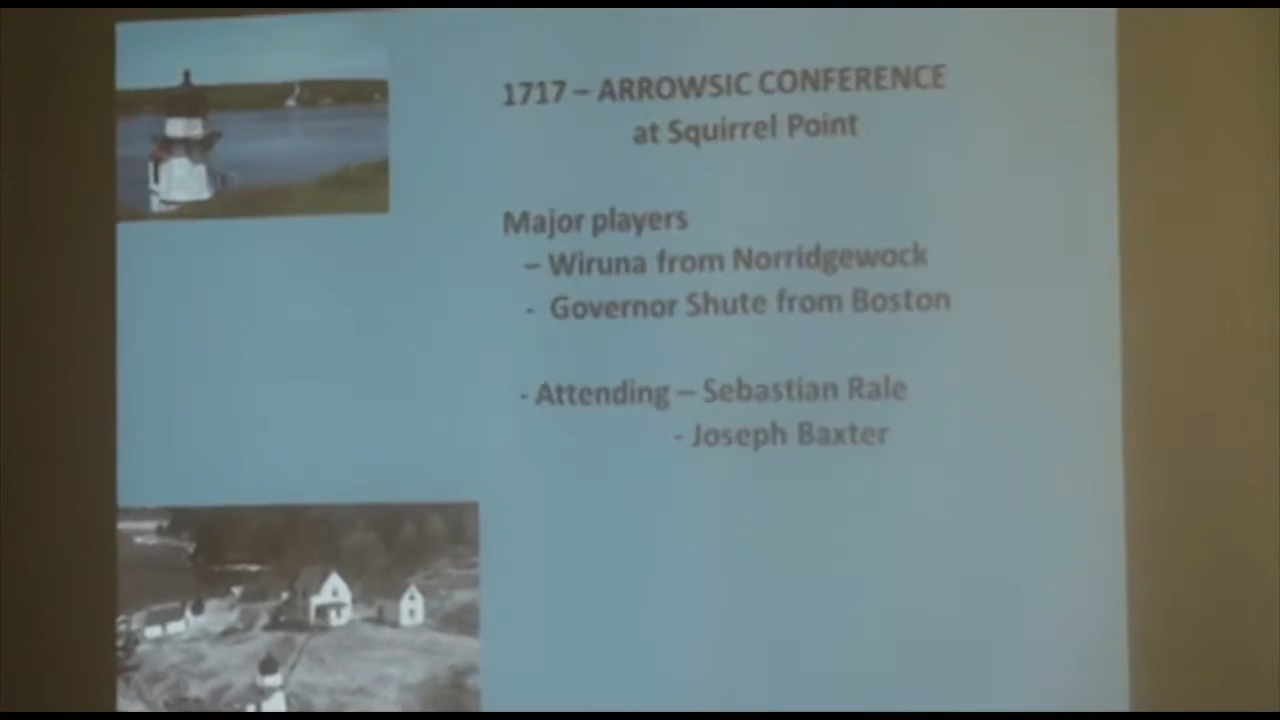 1717 – ARROWSIC CONFERENCE
at Squirrel Point
Major players
– Wiruna from Norridgewock
- Governor Shute from Boston
- Attending – Sebastian Rale
- Joseph Baxter